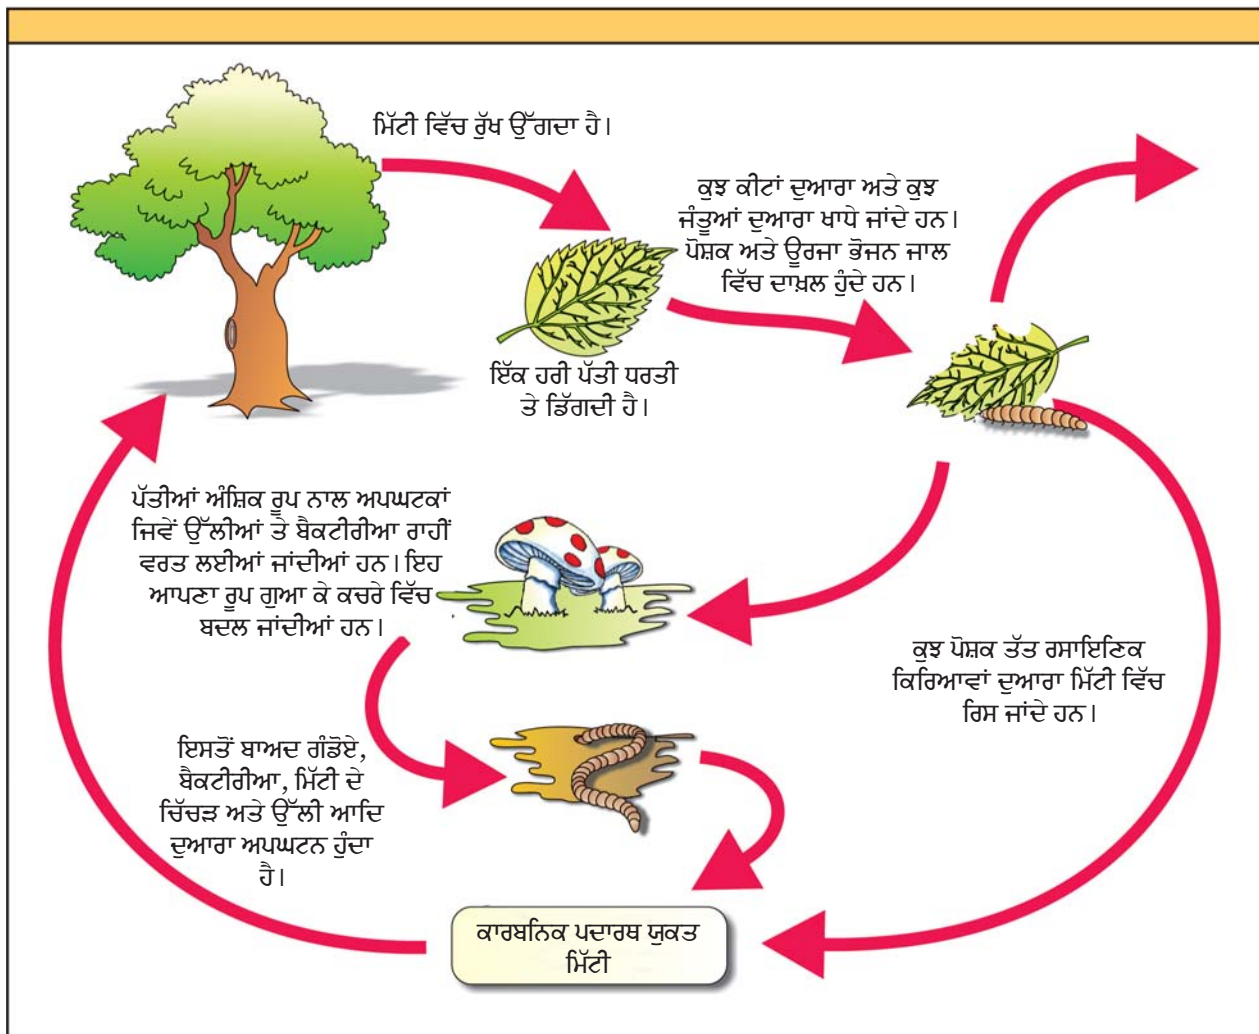 ਮਿੱਟੀ ਵਿੱਚ ਰੁੱਖ ਉੱਗਦਾ ਹੈ।
ਕੁਝ ਕੀਟਾਂ ਦੁਆਰਾ ਅਤੇ ਕੁਝ
ਜੰਤੂਆਂ ਦੁਆਰਾ ਖਾਧੇ ਜਾਂਦੇ ਹਨ।
ਪੋਸ਼ਕ ਅਤੇ ਊਰਜਾ ਭੋਜਨ ਜਾਲ
ਵਿੱਚ ਦਾਖ਼ਲ ਹੁੰਦੇ ਹਨ।
ਇੱਕ ਹਰੀ ਪੱਤੀ ਧਰਤੀ
ਤੇ ਡਿੱਗਦੀ ਹੈ।
ਪੱਤੀਆਂ ਅੰਸ਼ਿਕ ਰੂਪ ਨਾਲ ਅਪਘਟਕਾਂ
ਜਿਵੇਂ ਉੱਲੀਆਂ ਤੇ ਬੈਕਟੀਰੀਆ ਰਾਹੀਂ
ਵਰਤ ਲਈਆਂ ਜਾਂਦੀਆਂ ਹਨ। ਇਹ
ਆਪਣਾ ਰੂਪ ਗੁਆ ਕੇ ਕਚਰੇ ਵਿੱਚ
ਬਦਲ ਜਾਂਦੀਆਂ ਹਨ।
ਕੁਝ ਪੋਸ਼ਕ ਤੱਤ ਰਸਾਇਣਿਕ
ਕਿਰਿਆਵਾਂ ਦੁਆਰਾ ਮਿੱਟੀ ਵਿੱਚ
ਰਿਸ ਜਾਂਦੇ ਹਨ।
ਇਸਤੋਂ ਬਾਅਦ ਗੰਡੋਏ,
ਬੈਕਟੀਰੀਆ, ਮਿੱਟੀ ਦੇ
ਚਿੱਚੜ ਅਤੇ ਉੱਲੀ ਆਦਿ
ਦੁਆਰਾ ਅਪਘਟਨ ਹੁੰਦਾ
ਹੈ।
ਕਾਰਬਨਿਕ ਪਦਾਰਥ ਯੁਕਤ
ਮਿੱਟੀ